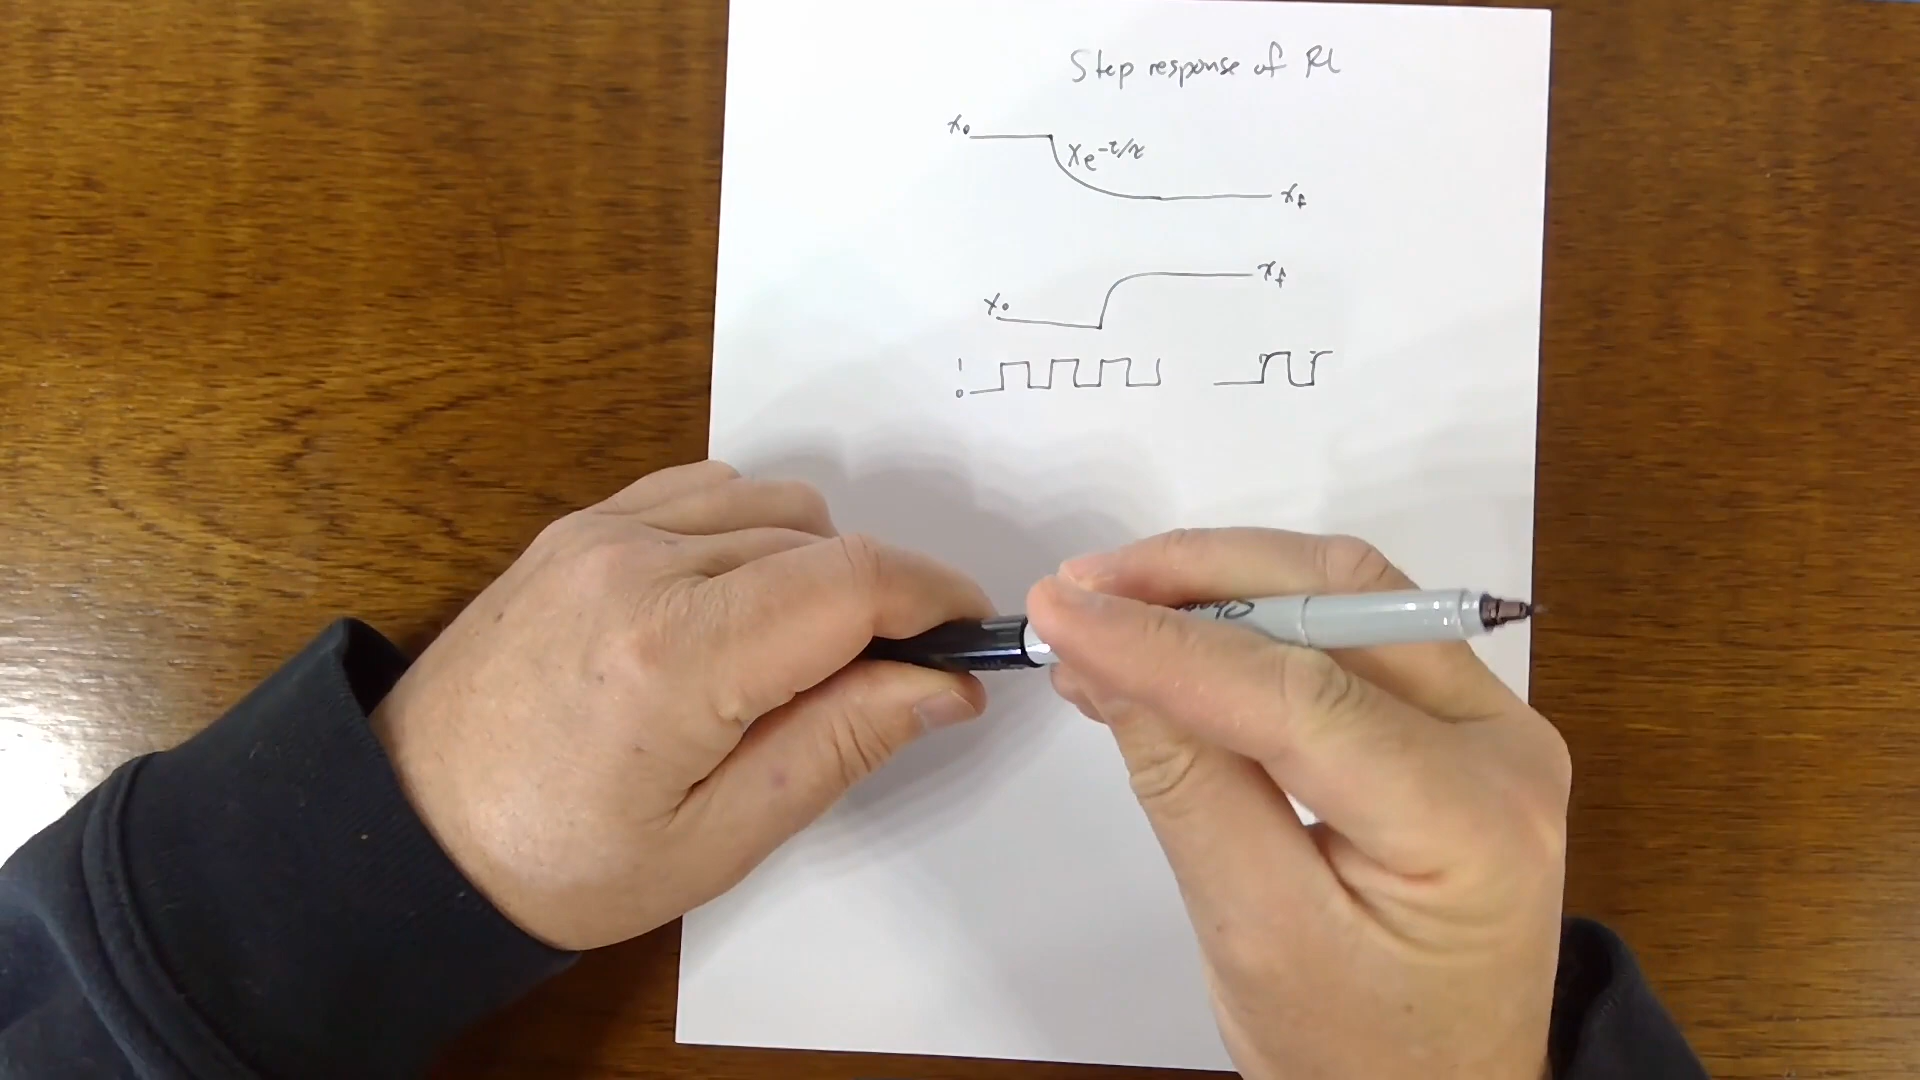 Step response of RL
x₀
Xe^-t/τ
x_f
x_f
x₀
1
0